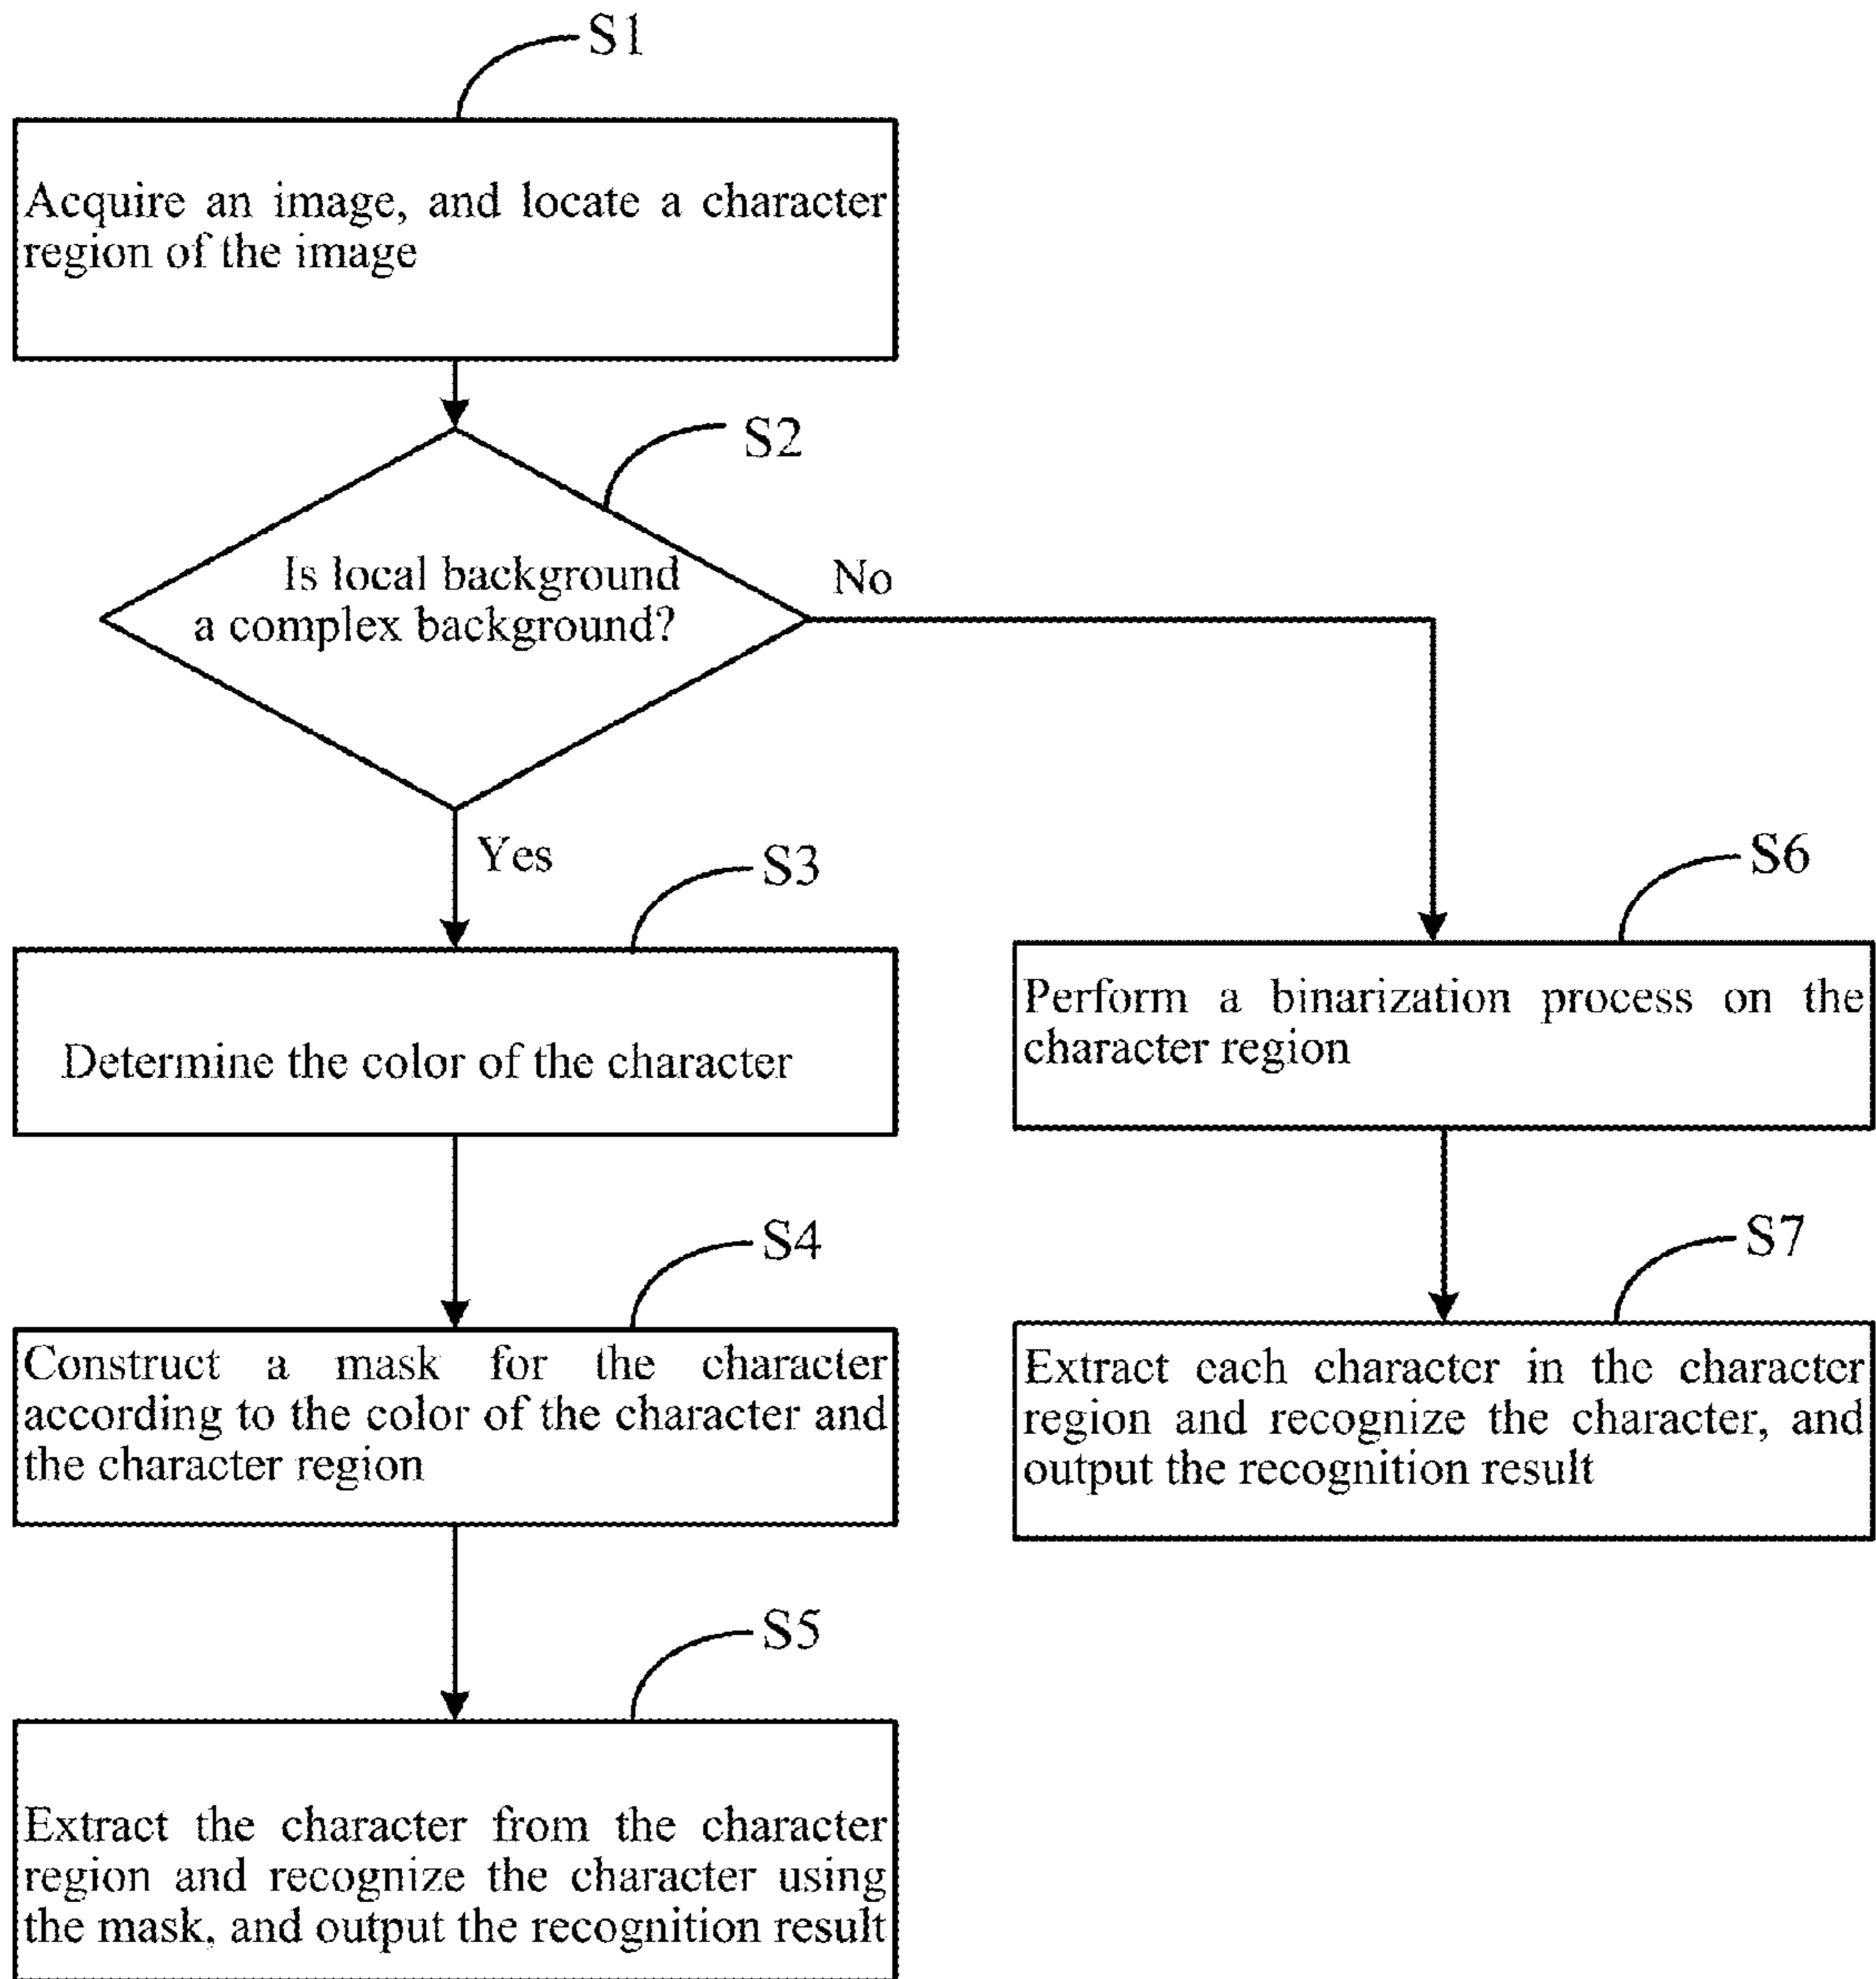 S1
Acquire an image, and locate a character
region of the image
S2
Is local background
a complex background?
No
Yes
S3
Determine the color of the character
S6
Perform a binarization process on the
character region
S4
Construct a mask for the character
according to the color of the character and
the character region
S7
Extract each character in the character
region and recognize the character, and
output the recognition result
S5
Extract the character from the character
region and recognize the character using
the mask, and output the recognition result